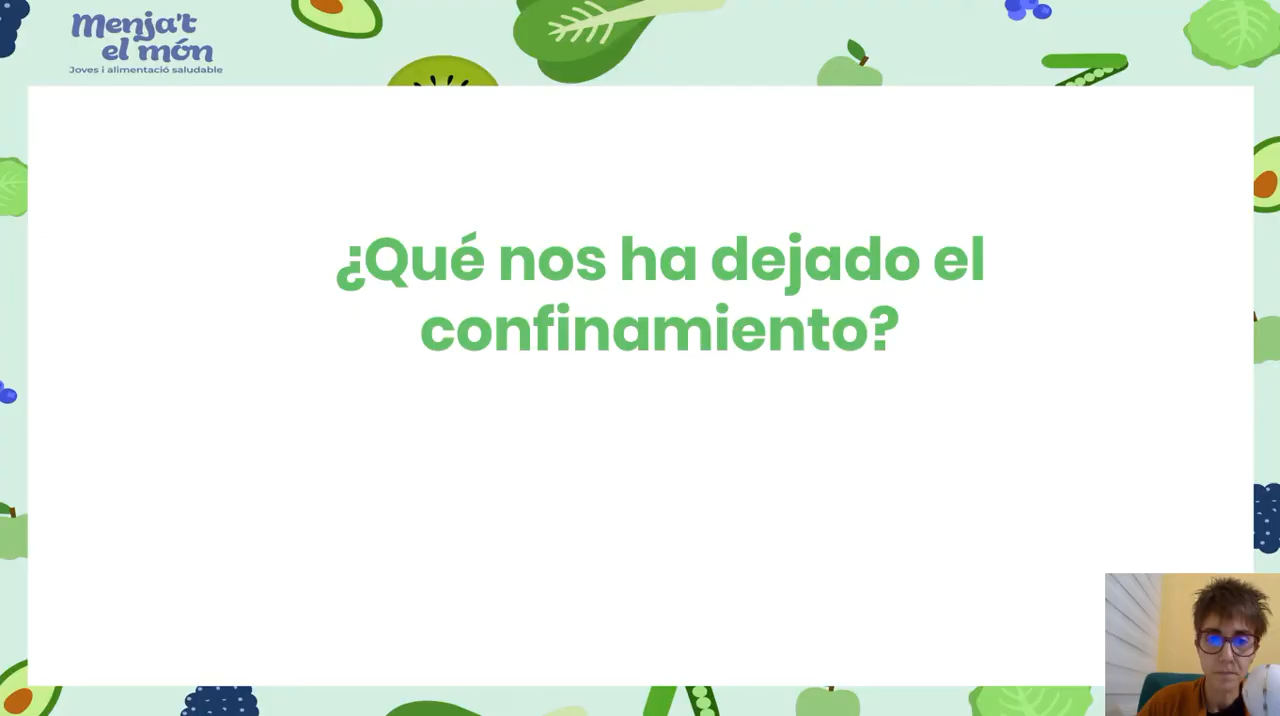 Menja't
el món
Joves i alimentació saludable
¿Qué nos ha dejado el
confinamiento?